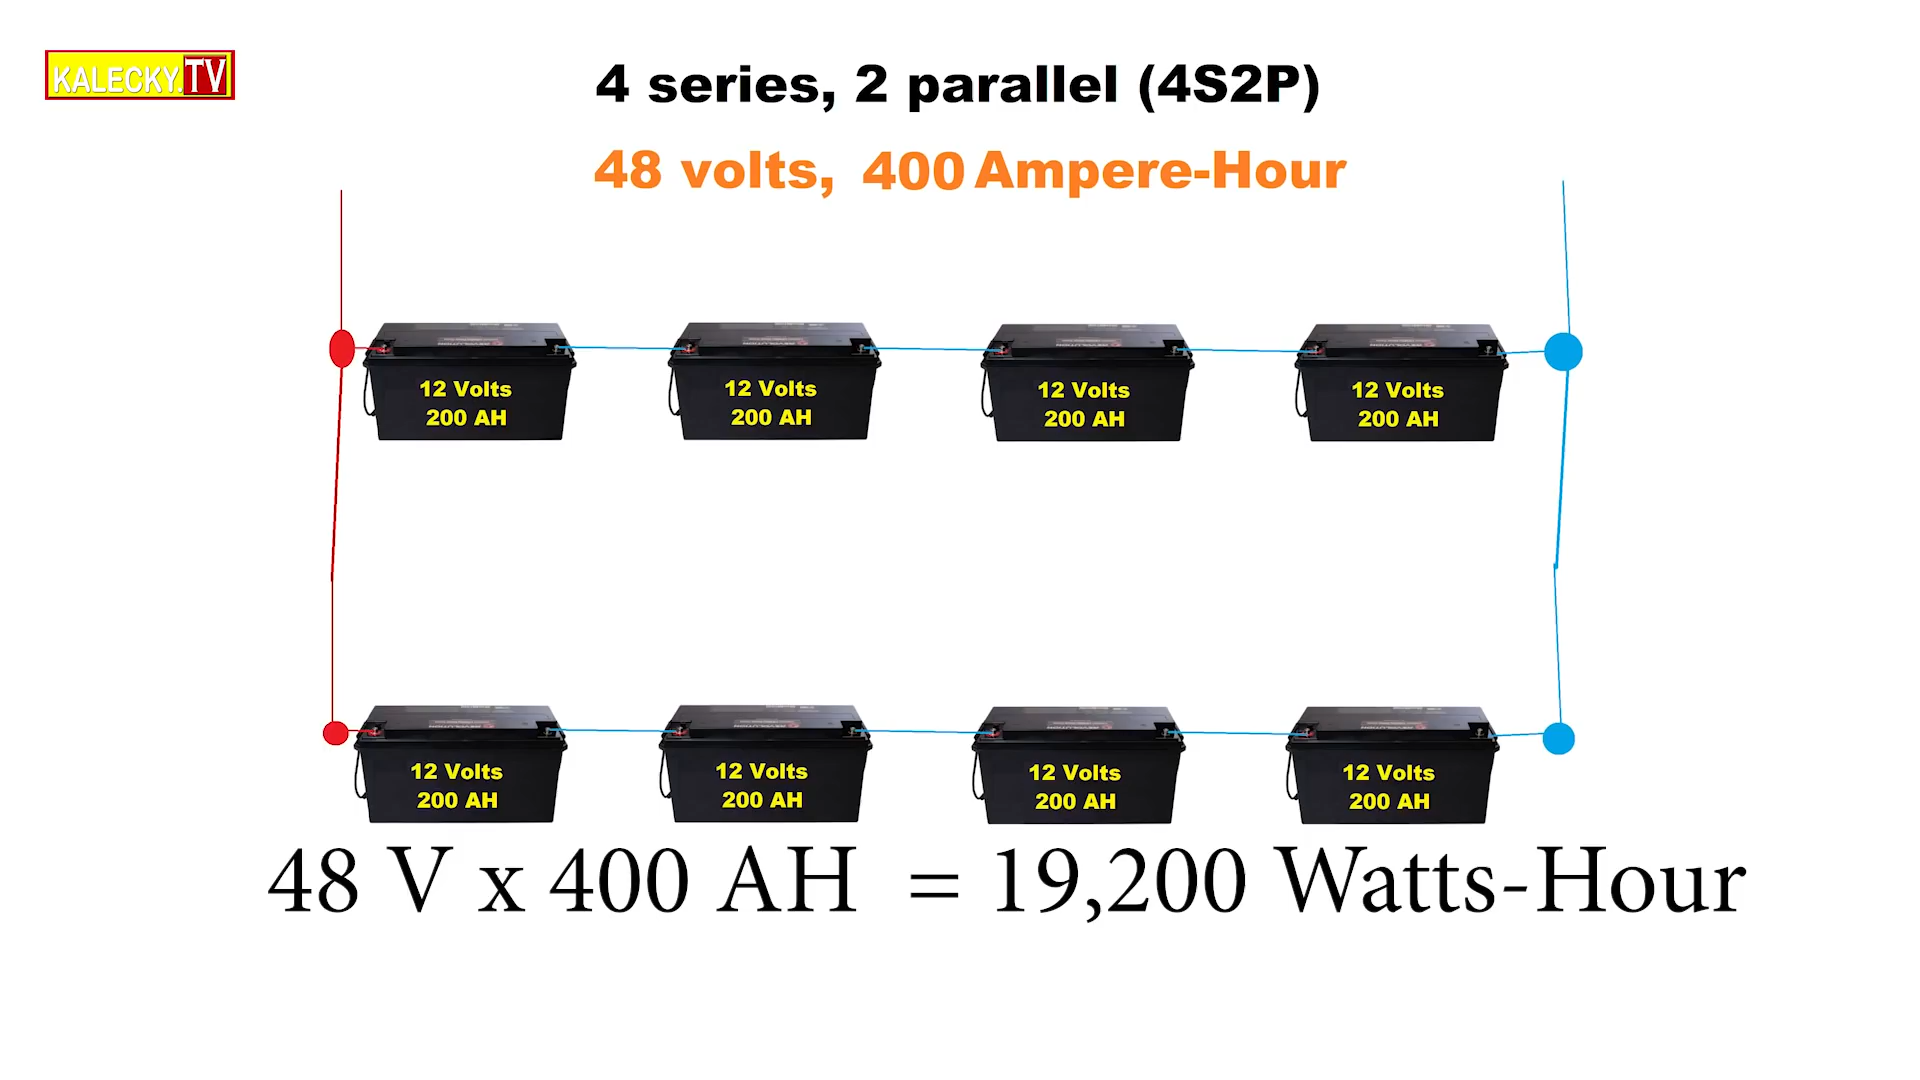 KALECKY.TV
4 series, 2 parallel (4S2P)
48 volts, 400 Ampere-Hour
12 Volts
200 AH
12 Volts
200 AH
12 Volts
200 AH
12 Volts
200 AH
12 Volts
200 AH
12 Volts
200 AH
12 Volts
200 AH
12 Volts
200 AH
48 V x 400 AH = 19,200 Watts-Hour